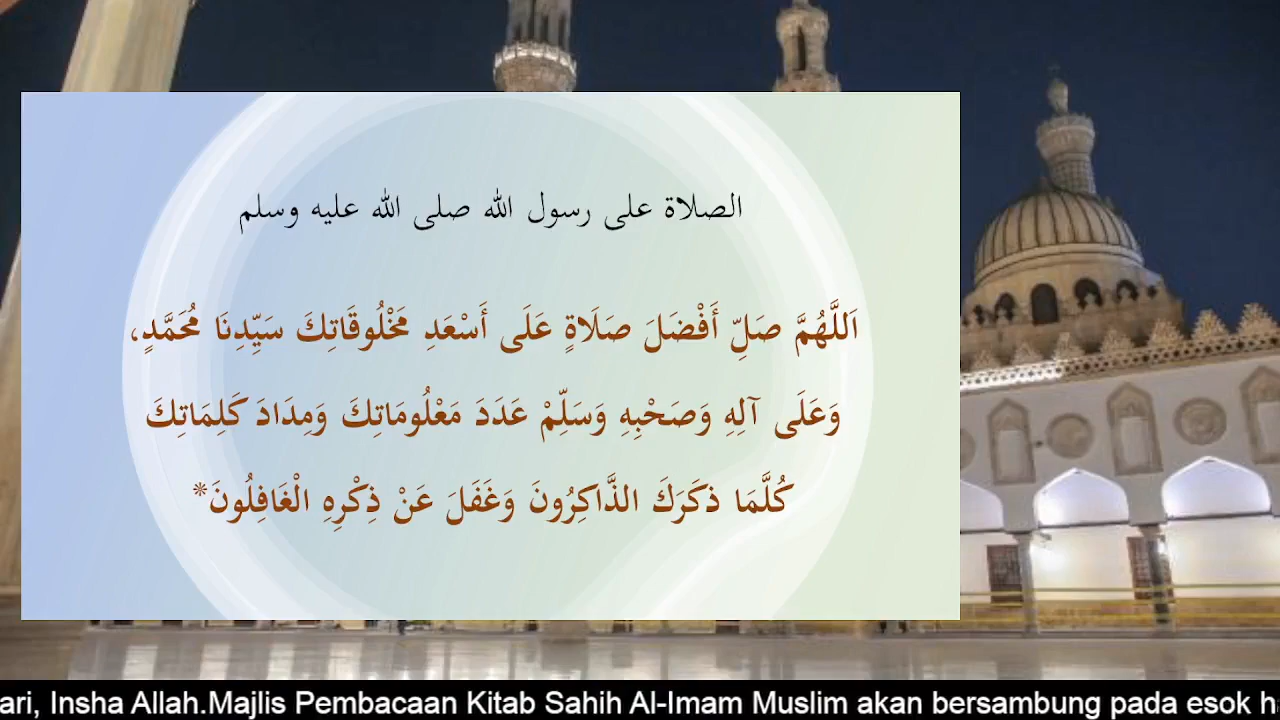 الصلاة على رسول الله صلى الله عليه وسلم
اَللَّهُمَّ صَلِّ أَفْضَلَ صَلَاةٍ عَلَى أَسْعَدِ مَخْلُوقَاتِكَ سَيِّدِنَا مُحَمَّدٍ،
وَعَلَى آلِهِ وَصَحْبِهِ وَسَلِّمْ عَدَدَ مَعْلُومَاتِكَ وَمِدَادَ كَلِمَاتِكَ
كُلَّمَا ذكَرَكَ الذَّاكِرُونَ وَغَفَلَ عَنْ ذِكْرِهِ الْغَافِلُونَ*
ari, Insha Allah.Majlis Pembacaan Kitab Sahih Al-Imam Muslim akan bersambung pada esok h